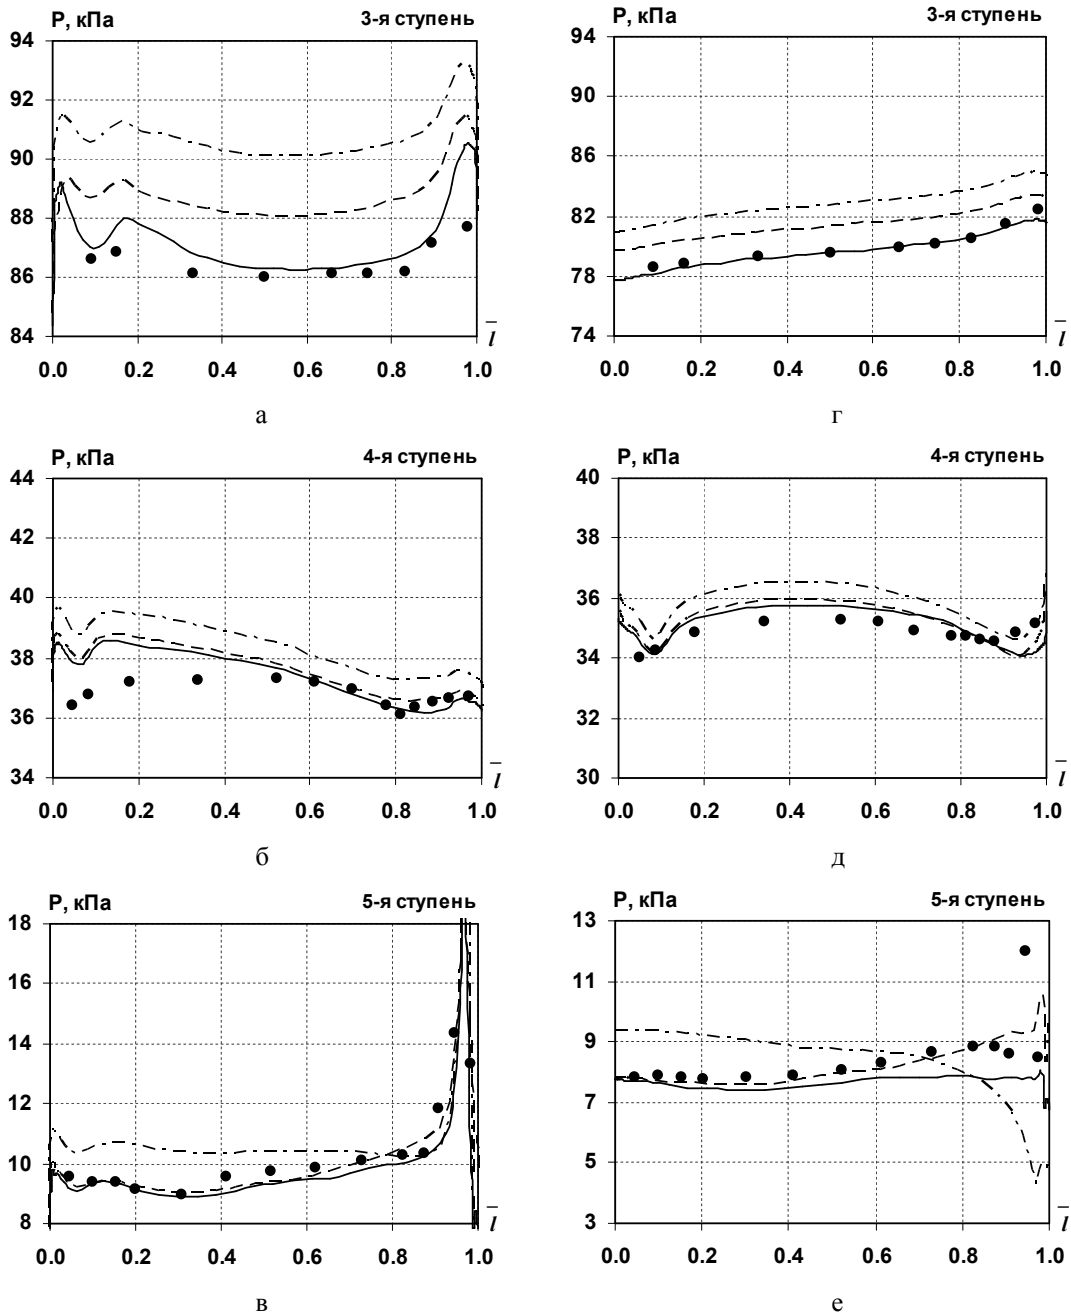 P, кПа 3-я ступень
94
92
90
88
86
84
0.0 0.2 0.4 0.6 0.8 1.0
l
а
P, кПа 3-я ступень
94
90
86
82
78
74
0.0 0.2 0.4 0.6 0.8 1.0
l
г
P, кПа 4-я ступень
44
42
40
38
36
34
0.0 0.2 0.4 0.6 0.8 1.0
l
б
P, кПа 4-я ступень
40
38
36
34
32
30
0.0 0.2 0.4 0.6 0.8 1.0
l
д
P, кПа 5-я ступень
18
16
14
12
10
8
0.0 0.2 0.4 0.6 0.8 1.0
l
в
P, кПа 5-я ступень
13
11
9
7
5
3
0.0 0.2 0.4 0.6 0.8 1.0
l
е